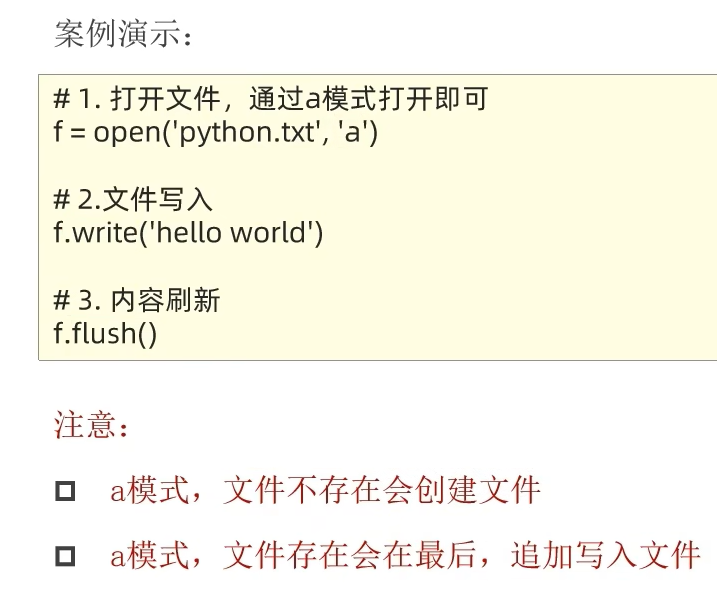 案例演示：
# 1. 打开文件，通过a模式打开即可
f = open('python.txt', 'a')
# 2.文件写入
f.write('hello world')
# 3. 内容刷新
f.flush()
注意：
a模式，文件不存在会创建文件
a模式，文件存在会在最后，追加写入文件